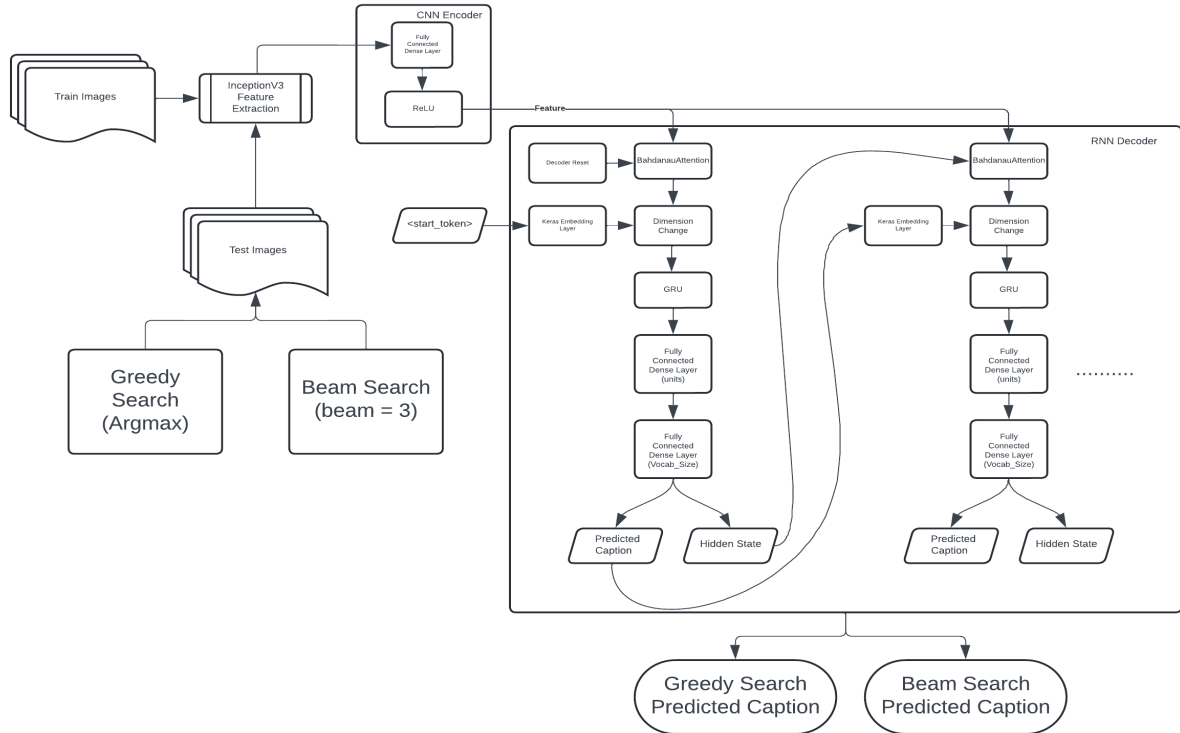 CNN Encoder
Fully
Connected
Dense Layer
ReLU
Train Images
InceptionV3
Feature
Extraction
Feature
RNN Decoder
Decoder Reset
BahdanauAttention
BahdanauAttention
<start_token>
Keras Embedding
Layer
Dimension
Change
Keras Embedding
Layer
Dimension
Change
Test Images
GRU
GRU
Greedy
Search
(Argmax)
Beam Search
(beam = 3)
Fully
Connected
Dense Layer
(units)
Fully
Connected
Dense Layer
(units)
..........
Fully
Connected
Dense Layer
(Vocab_Size)
Fully
Connected
Dense Layer
(Vocab_Size)
Predicted
Caption
Hidden State
Predicted
Caption
Hidden State
Greedy Search
Predicted Caption
Beam Search
Predicted Caption